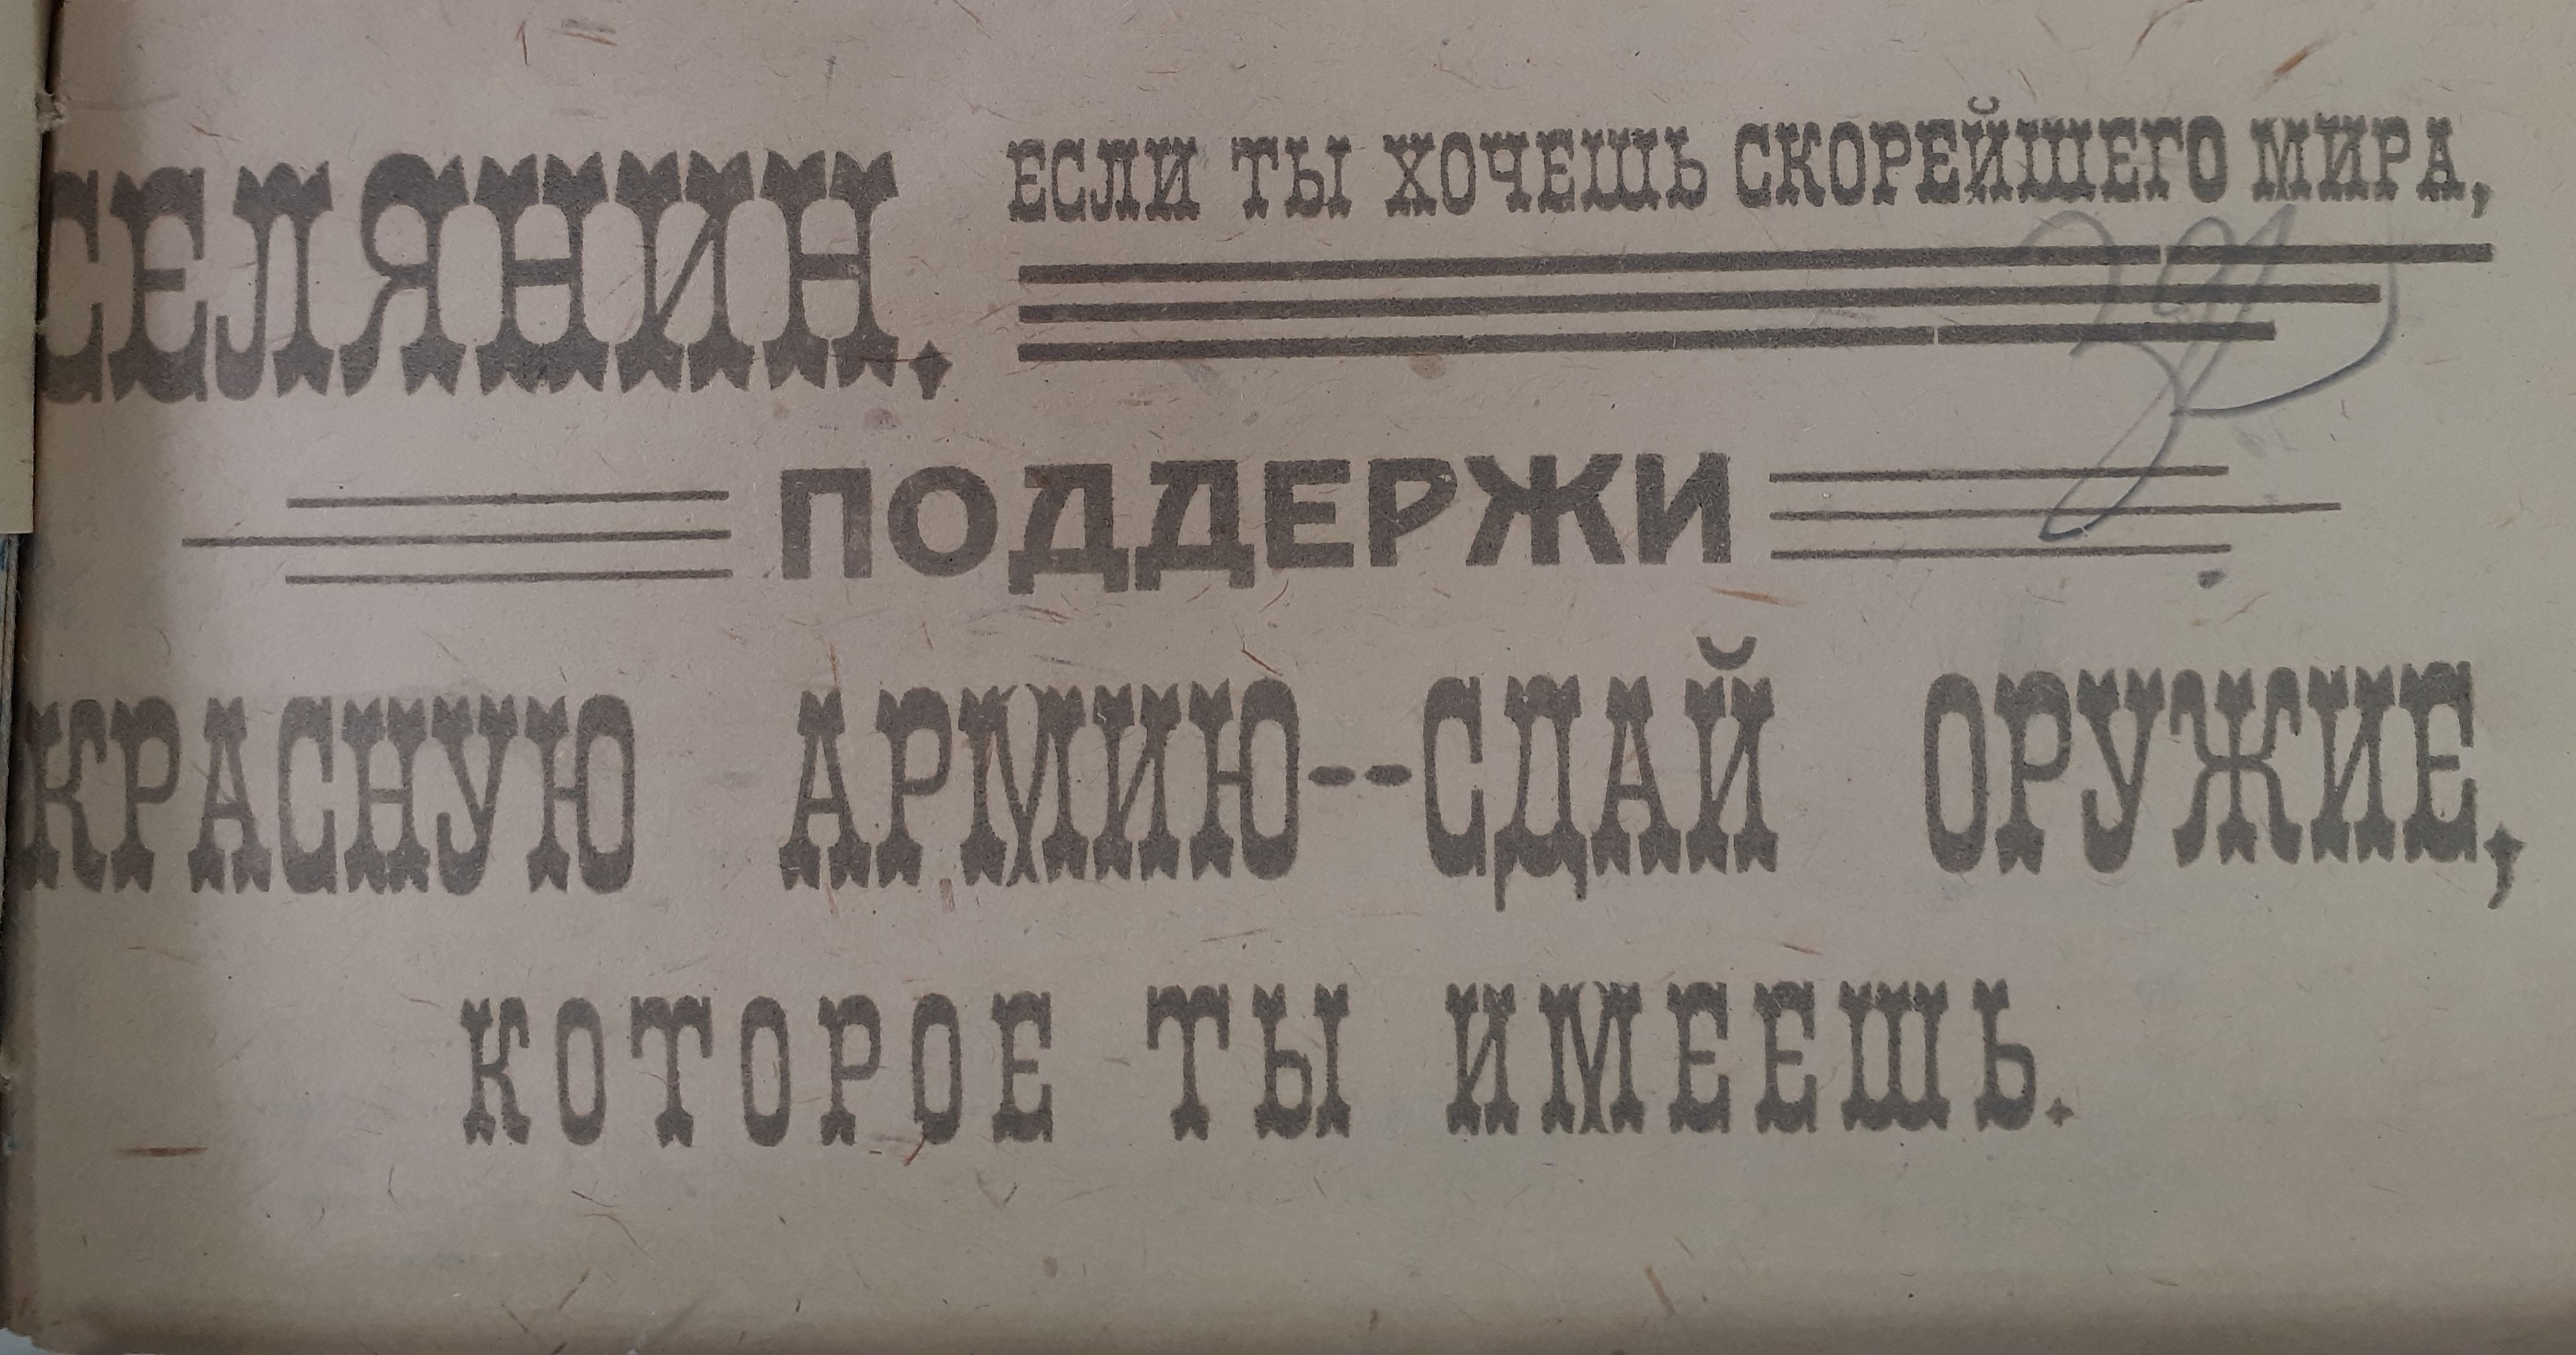 СЕЛЯНИН. ЕСЛИ ТЫ ХОЧЕШЬ СКОРЕЙШЕГО МИРА,
ПОДДЕРЖИ
КРАСНУЮ АРМИЮ--СДАЙ ОРУЖИЕ,
КОТОРОЕ ТЫ ИМЕЕШЬ.